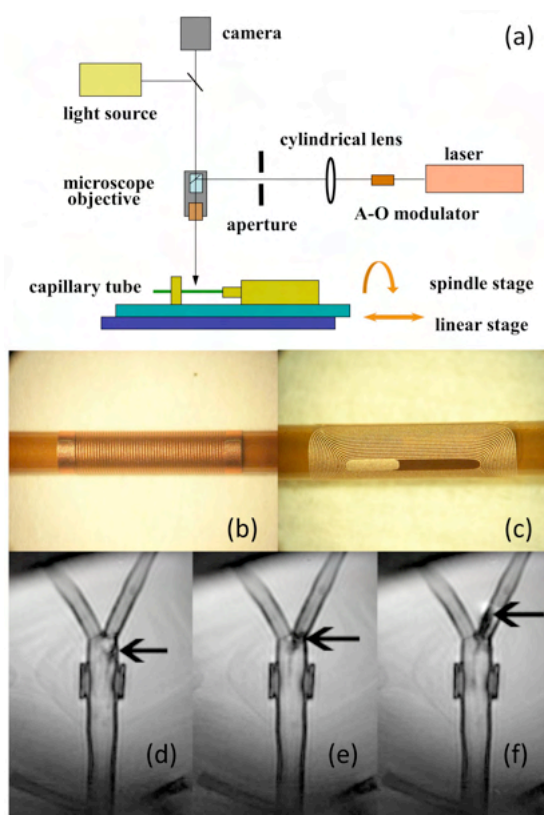 camera
(a)
light source
cylindrical lens
laser
microscope
objective
aperture
A-O modulator
capillary tube
spindle stage
linear stage
(b)
(c)
(d)
(e)
(f)